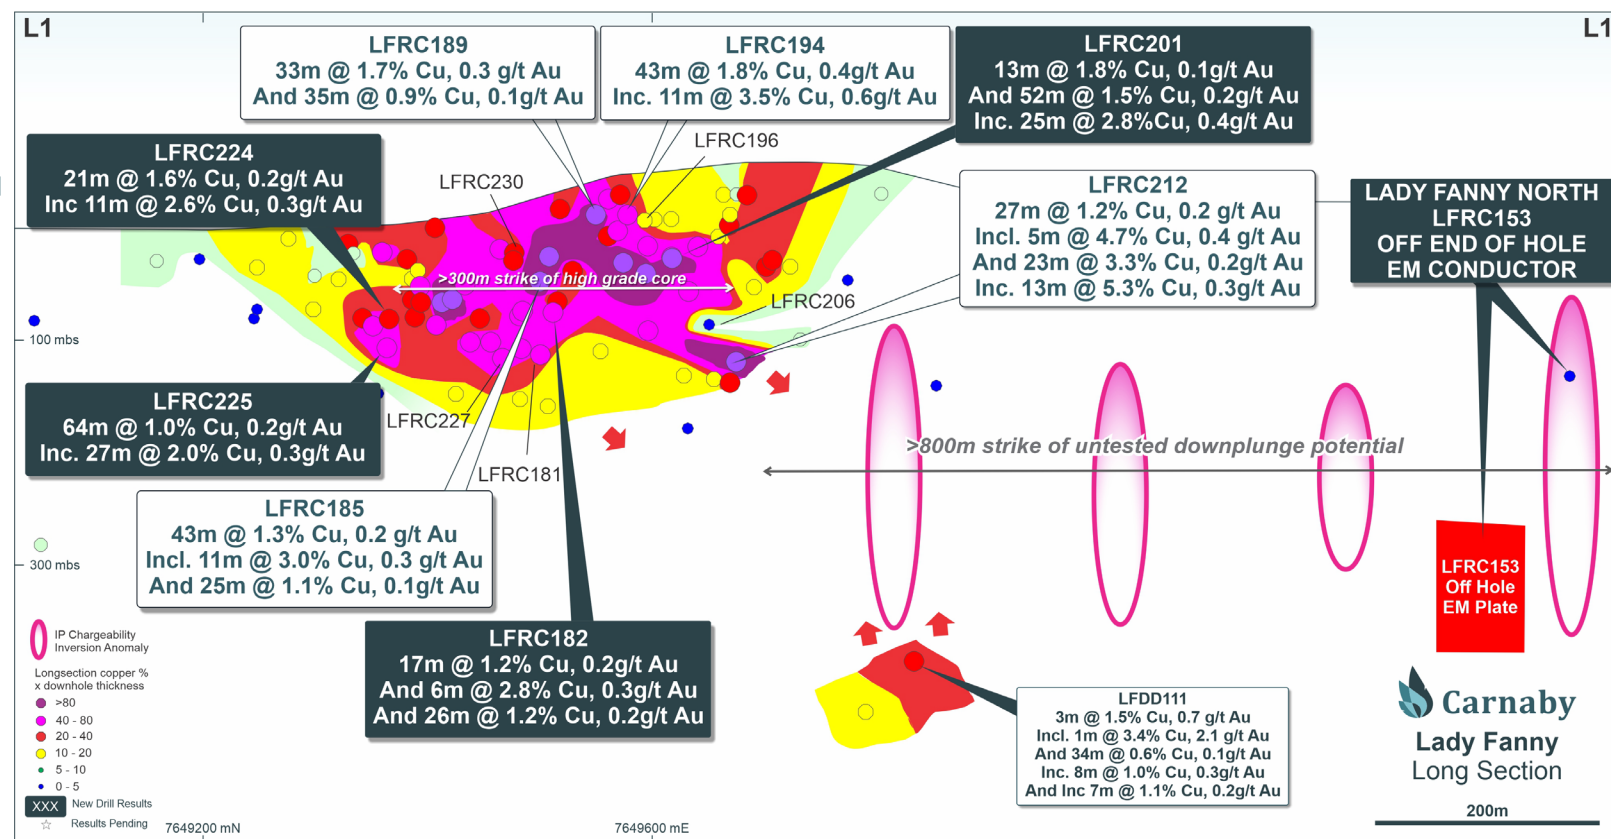 L1
L1
LFRC189
33m @ 1.7% Cu, 0.3 g/t Au
And 35m @ 0.9% Cu, 0.1g/t Au
LFRC194
43m @ 1.8% Cu, 0.4g/t Au
Inc. 11m @ 3.5% Cu, 0.6g/t Au
LFRC201
13m @ 1.8% Cu, 0.1g/t Au
And 52m @ 1.5% Cu, 0.2g/t Au
Inc. 25m @ 2.8%Cu, 0.4g/t Au
LFRC224
21m @ 1.6% Cu, 0.2g/t Au
Inc 11m @ 2.6% Cu, 0.3g/t Au
LFRC196
LFRC230
LFRC212
27m @ 1.2% Cu, 0.2 g/t Au
Incl. 5m @ 4.7% Cu, 0.4 g/t Au
And 23m @ 3.3% Cu, 0.2g/t Au
Inc. 13m @ 5.3% Cu, 0.3g/t Au
LADY FANNY NORTH
LFRC153
OFF END OF HOLE
EM CONDUCTOR
>300m strike of high grade core
LFRC206
100 mbs
LFRC225
64m @ 1.0% Cu, 0.2g/t Au
Inc. 27m @ 2.0% Cu, 0.3g/t Au
LFRC227
LFRC181
>800m strike of untested downplunge potential
LFRC185
43m @ 1.3% Cu, 0.2 g/t Au
Incl. 11m @ 3.0% Cu, 0.3 g/t Au
And 25m @ 1.1% Cu, 0.1g/t Au
300 mbs
LFRC153
Off Hole
EM Plate
LFRC182
17m @ 1.2% Cu, 0.2g/t Au
And 6m @ 2.8% Cu, 0.3g/t Au
And 26m @ 1.2% Cu, 0.2g/t Au
IP Chargeability
Inversion Anomaly
Longsection copper %
x downhole thickness
>80
40 - 80
20 - 40
10 - 20
5 - 10
0 - 5
XXX New Drill Results
Results Pending
LFDD111
3m @ 1.5% Cu, 0.7 g/t Au
Incl. 1m @ 3.4% Cu, 2.1 g/t Au
And 34m @ 0.6% Cu, 0.1g/t Au
Inc. 8m @ 1.0% Cu, 0.3g/t Au
And Inc 7m @ 1.1% Cu, 0.2g/t Au
Carnaby
Lady Fanny
Long Section
200m
7649200 mN
7649600 mE